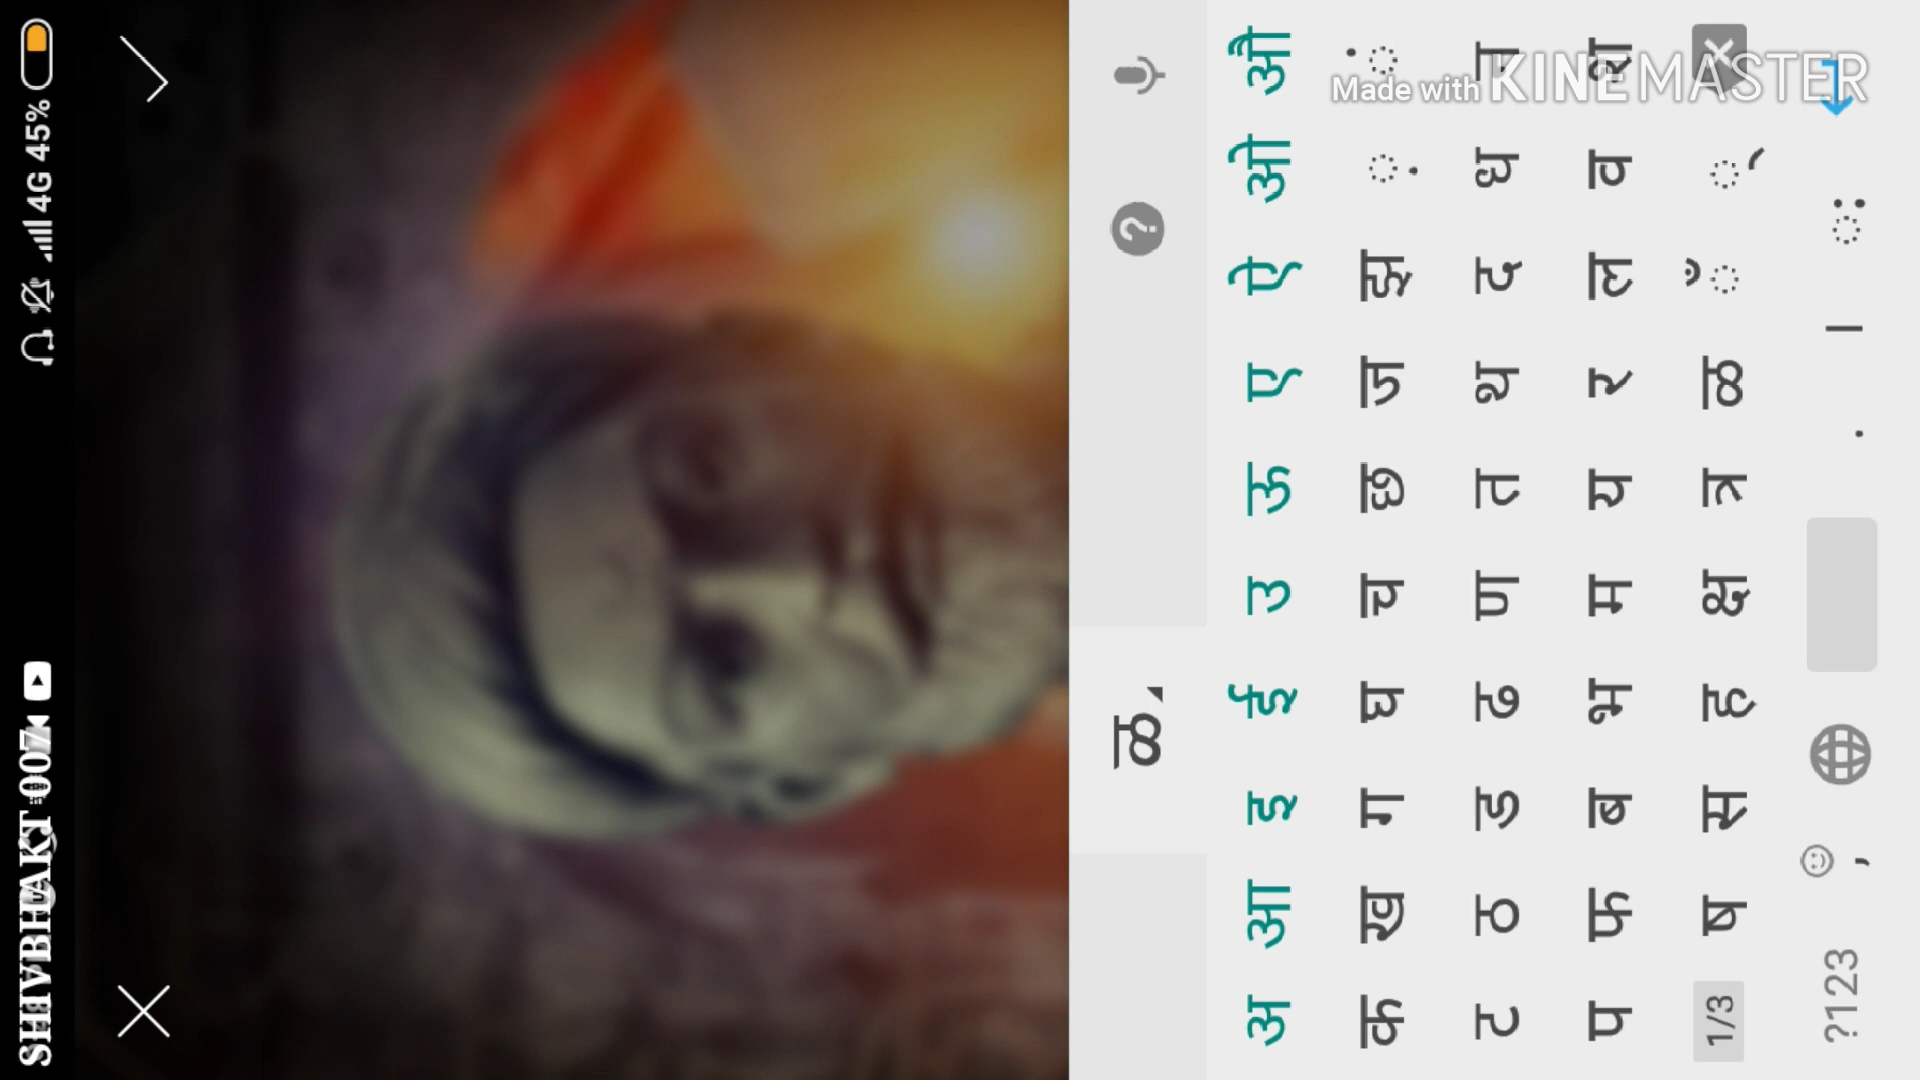 SHIVBHAKT 007
4G 45%
ळ
अ आ इ ई उ ऊ ए ऐ ओ औ
क ख ग घ च छ ज झ ़ ं
ट ठ ड ढ ण त थ द ध न
प फ ब भ म य र ल व श
1/3 ष स ह क्ष त्र ळ ँ ्
?123 , . । ः
Made with KINEMASTER